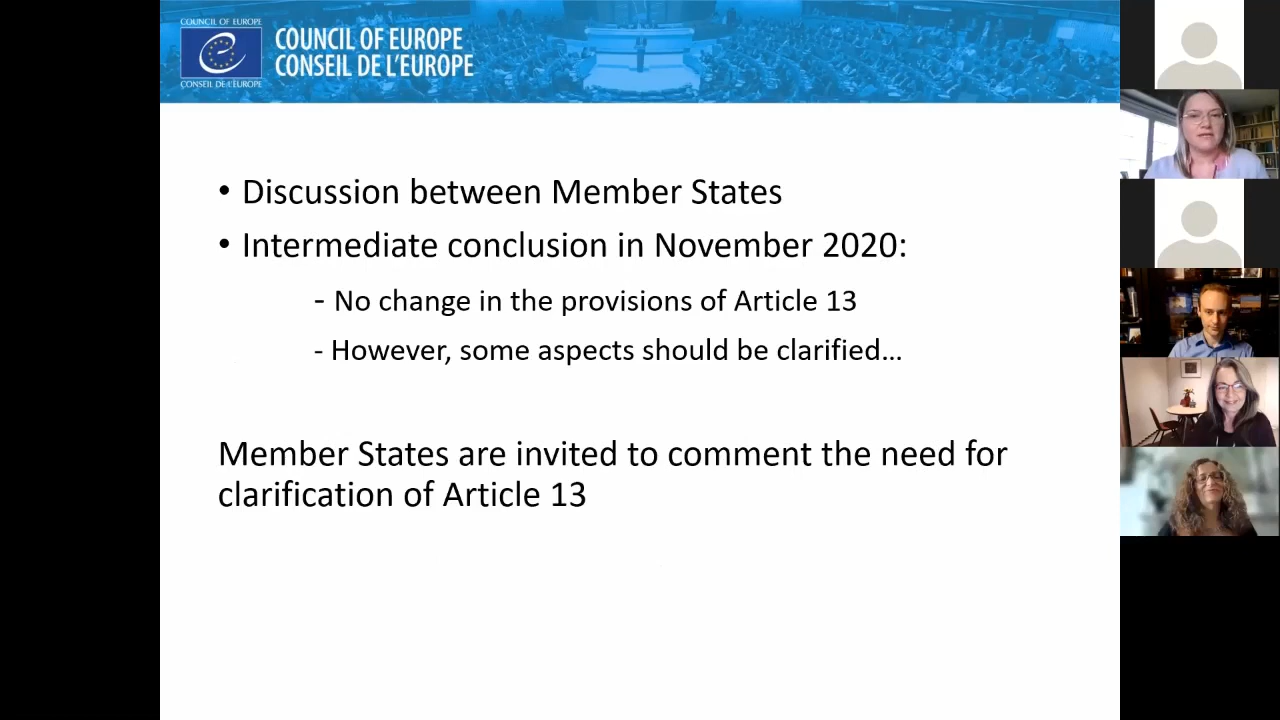 COUNCIL OF EUROPE
COUNCIL OF EUROPE
CONSEIL DE L'EUROPE
CONSEIL DE L'EUROPE
• Discussion between Member States
• Intermediate conclusion in November 2020:
- No change in the provisions of Article 13
- However, some aspects should be clarified…
Member States are invited to comment the need for
clarification of Article 13